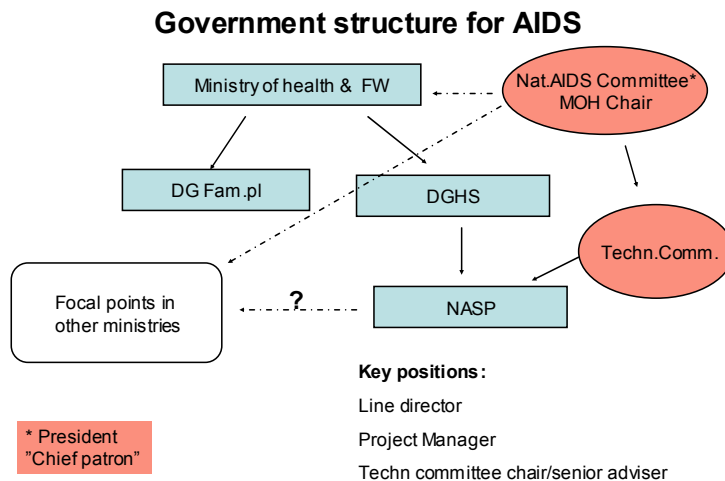 Government structure for AIDS
Ministry of health & FW
Nat.AIDS Committee*
MOH Chair
DG Fam.pl
DGHS
Techn.Comm.
Focal points in
other ministries
?
NASP
Key positions:
Line director
Project Manager
Techn committee chair/senior adviser
* President
”Chief patron”